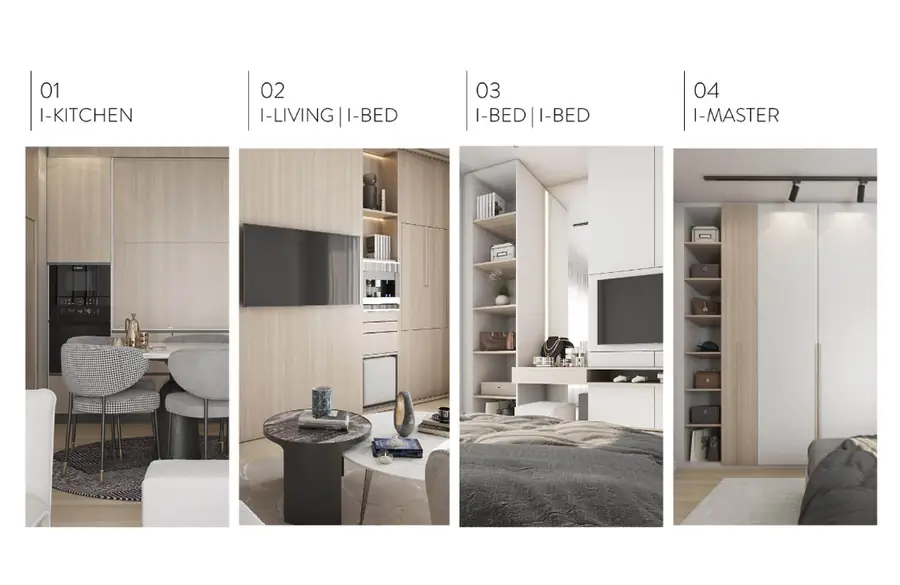 01
I-KITCHEN
02
I-LIVING | I-BED
03
I-BED | I-BED
04
I-MASTER